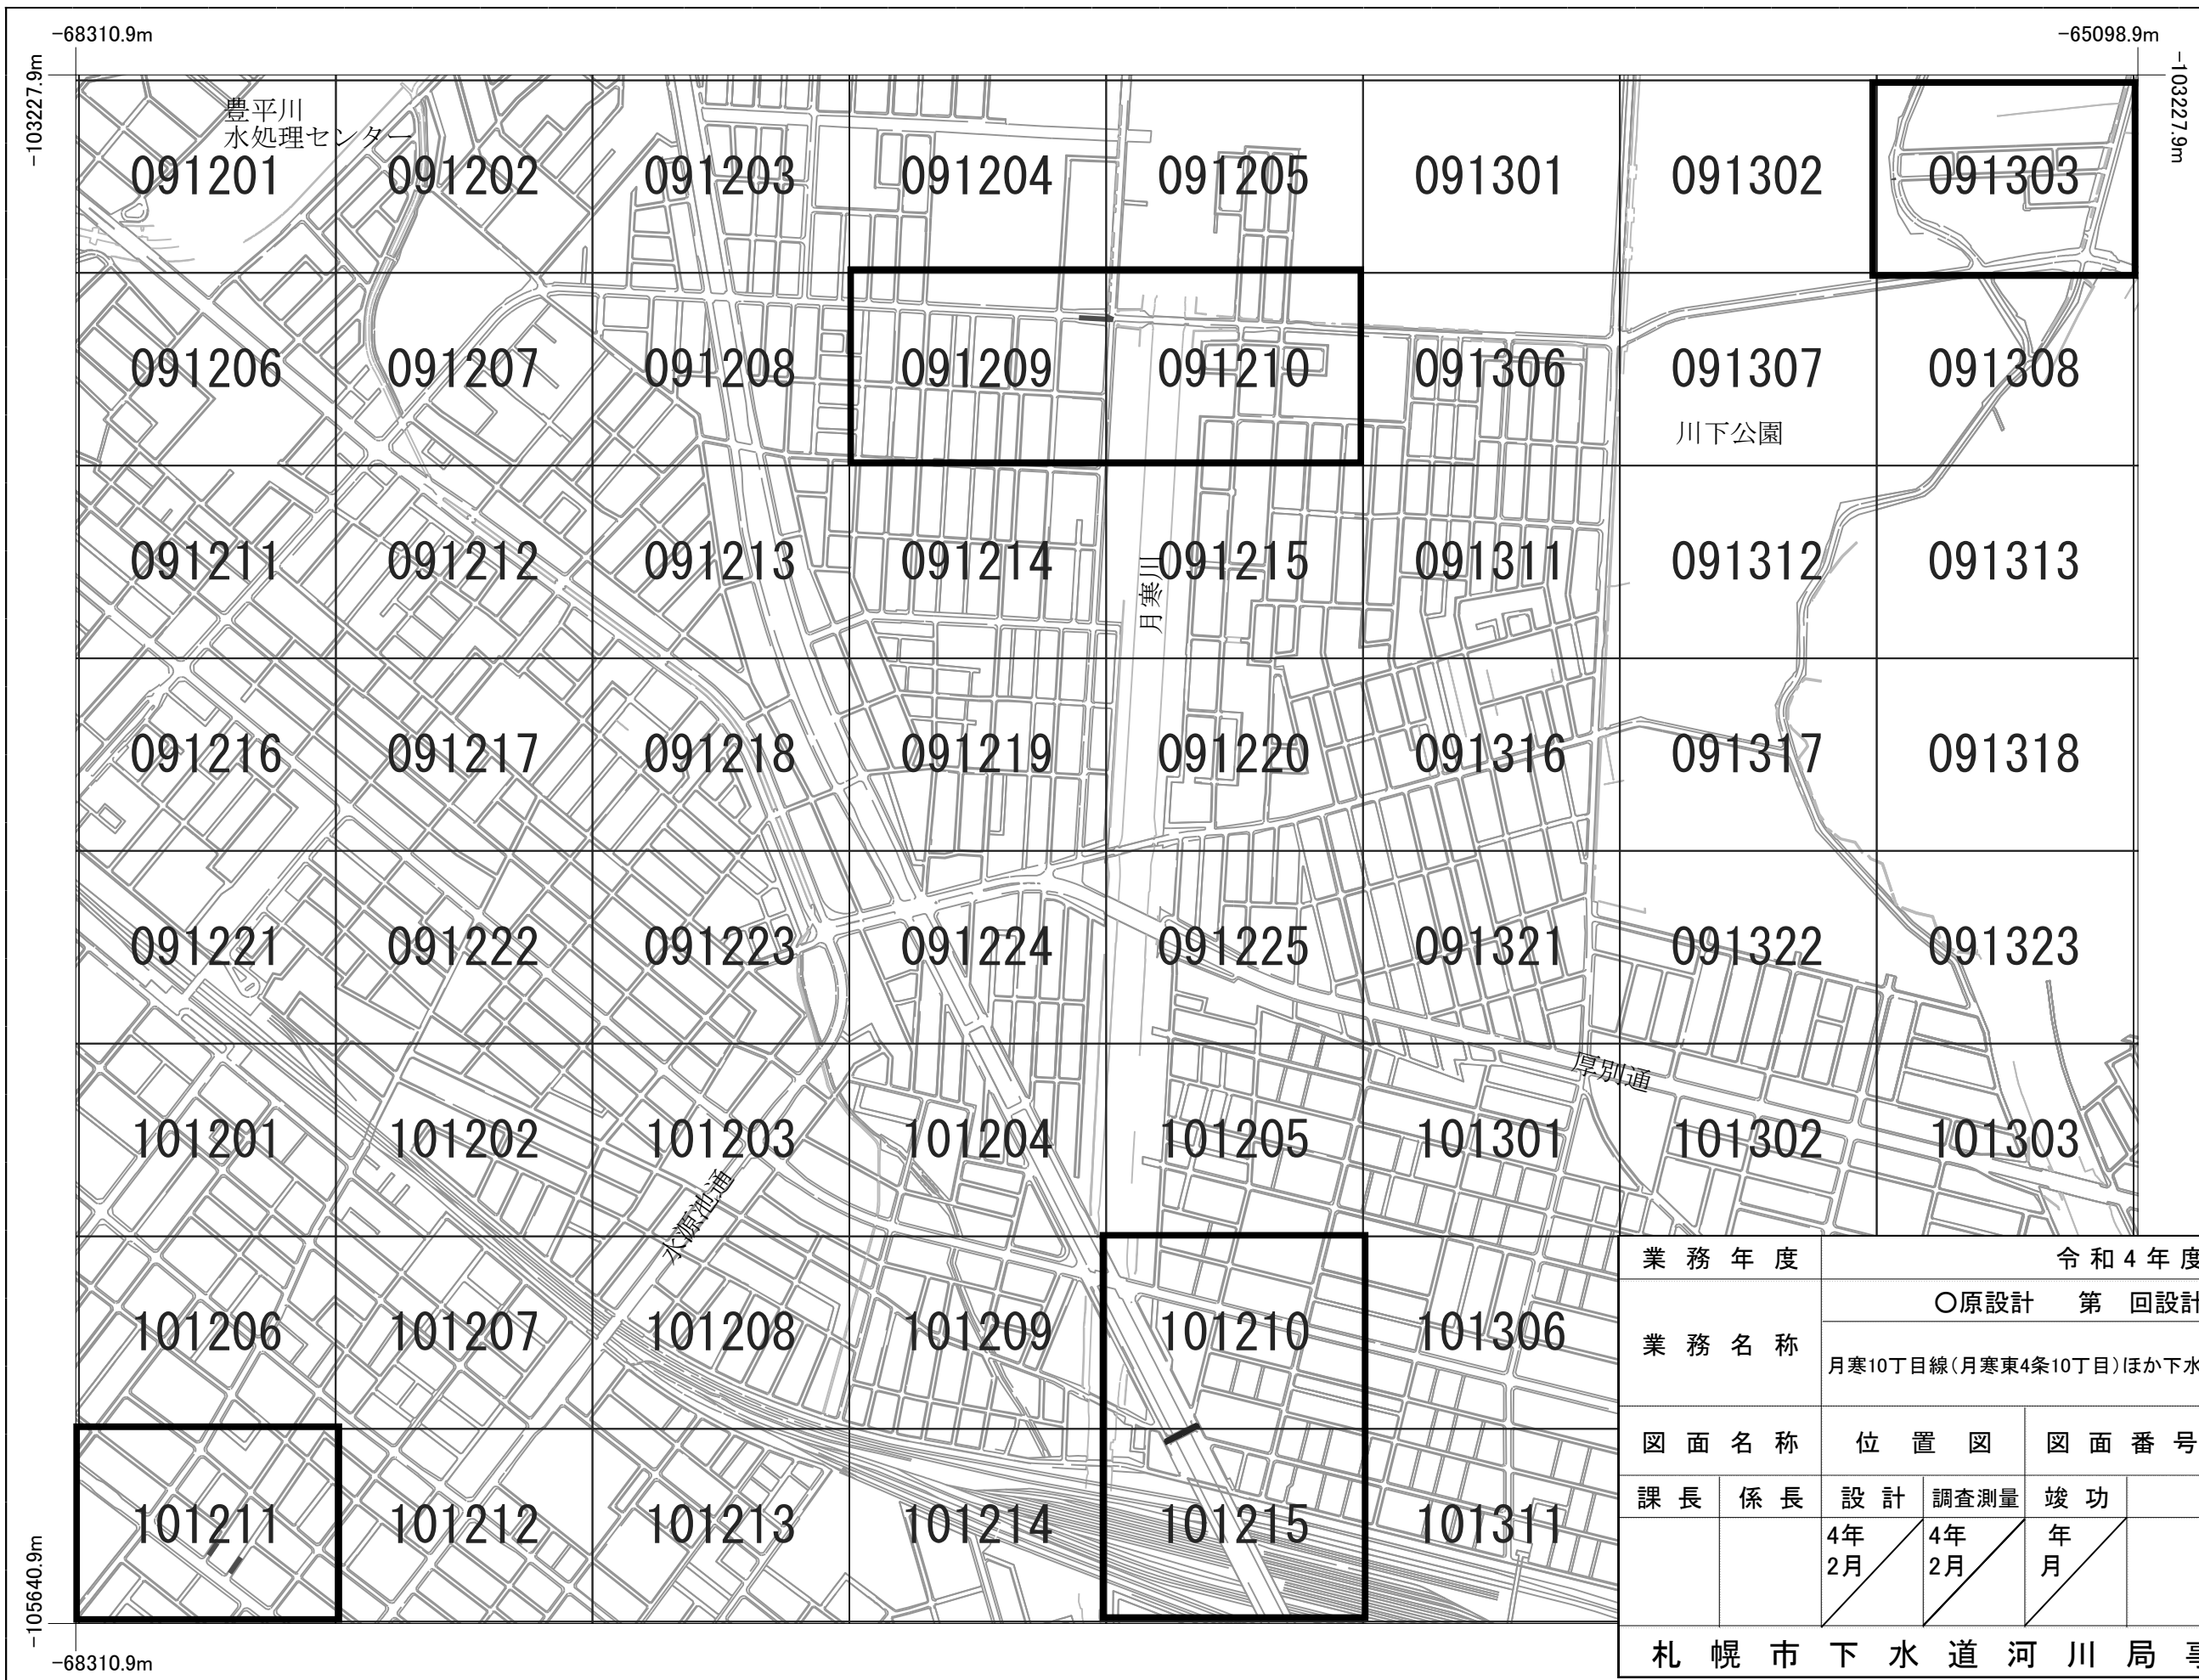 -68310.9m
-65098.9m
-103227.9m
-103227.9m
豊平川
水処理センター
091201 091202 091203 091204 091205 091301 091302 091303
091206 091207 091208 091209 091210 091306 091307 091308
川下公園
091211 091212 091213 091214 091215 091311 091312 091313
月寒川
091216 091217 091218 091219 091220 091316 091317 091318
091221 091222 091223 091224 091225 091321 091322 091323
厚別通
101201 101202 101203 101204 101205 101301 101302 101303
水源池通
101206 101207 101208 101209 101210 101306
101211 101212 101213 101214 101215 101311
-105640.9m
-68310.9m
業務年度 令和4年度
業務名称 〇原設計 第 回設計
月寒10丁目線(月寒東4条10丁目)ほか下水
図面名称 位置図 図面番号
課長 係長 設計 調査測量 竣功
4年 4年 年
2月 2月 月
札幌市下水道河川局事